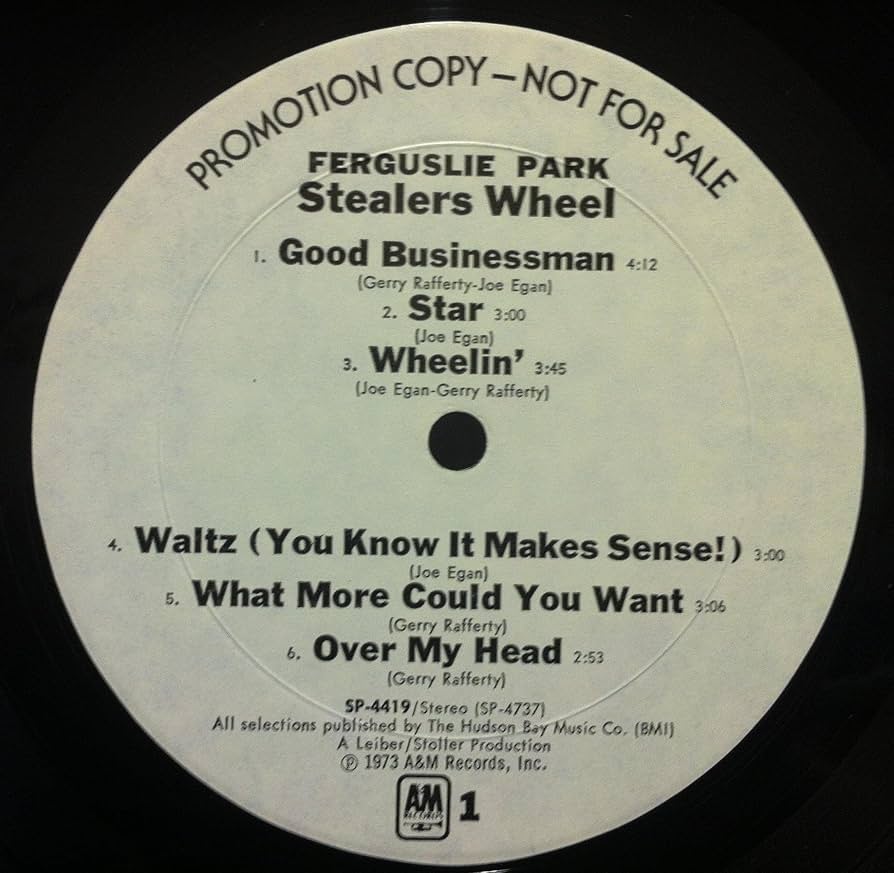 PROMOTION COPY—NOT FOR SALE
FERGUSLIE PARK
Stealers Wheel
1. Good Businessman 4:12
(Gerry Rafferty-Joe Egan)
2. Star 3:00
(Joe Egan)
3. Wheelin' 3:45
(Joe Egan-Gerry Rafferty)
4. Waltz (You Know It Makes Sense!) 3:00
(Joe Egan)
5. What More Could You Want 3:06
(Gerry Rafferty)
6. Over My Head 2:53
(Gerry Rafferty)
SP-4419/Stereo (SP-4737)
All selections published by The Hudson Bay Music Co. (BMI)
A Leiber/Stoller Production
℗ 1973 A&M Records, Inc.
A&M
RECORDS
1